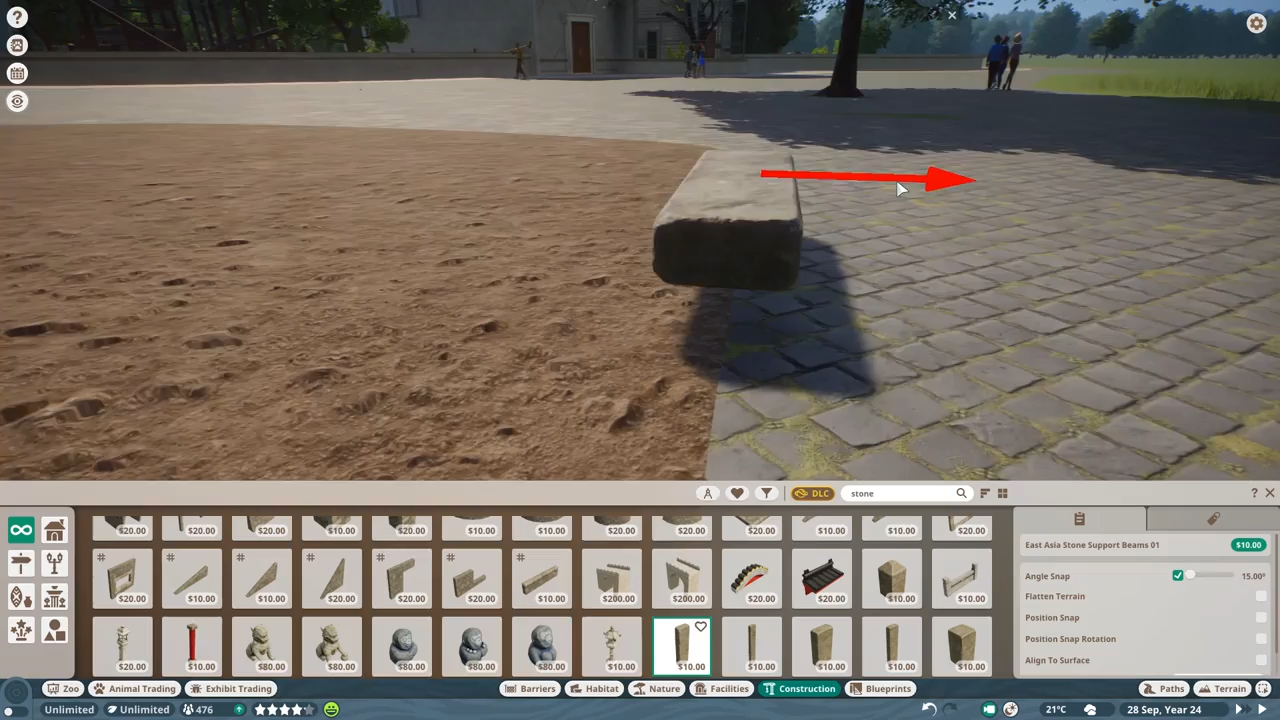 DLC stone
$20.00 $20.00 $20.00 $10.00 $20.00 $10.00 $10.00 $20.00 $20.00 $20.00 $10.00 $10.00 $20.00
East Asia Stone Support Beams 01 $10.00
$20.00 $10.00 $10.00 $20.00 $20.00 $20.00 $10.00 $200.00 $200.00 $20.00 $20.00 $10.00 $10.00
Angle Snap 15.00°
Flatten Terrain
Position Snap
Position Snap Rotation
Align To Surface
$20.00 $10.00 $80.00 $80.00 $80.00 $80.00 $80.00 $10.00 $10.00 $10.00 $10.00 $10.00 $10.00
Zoo Animal Trading Exhibit Trading Barriers Habitat Nature Facilities Construction Blueprints Paths Terrain
Unlimited Unlimited 476 21°C 28 Sep, Year 24